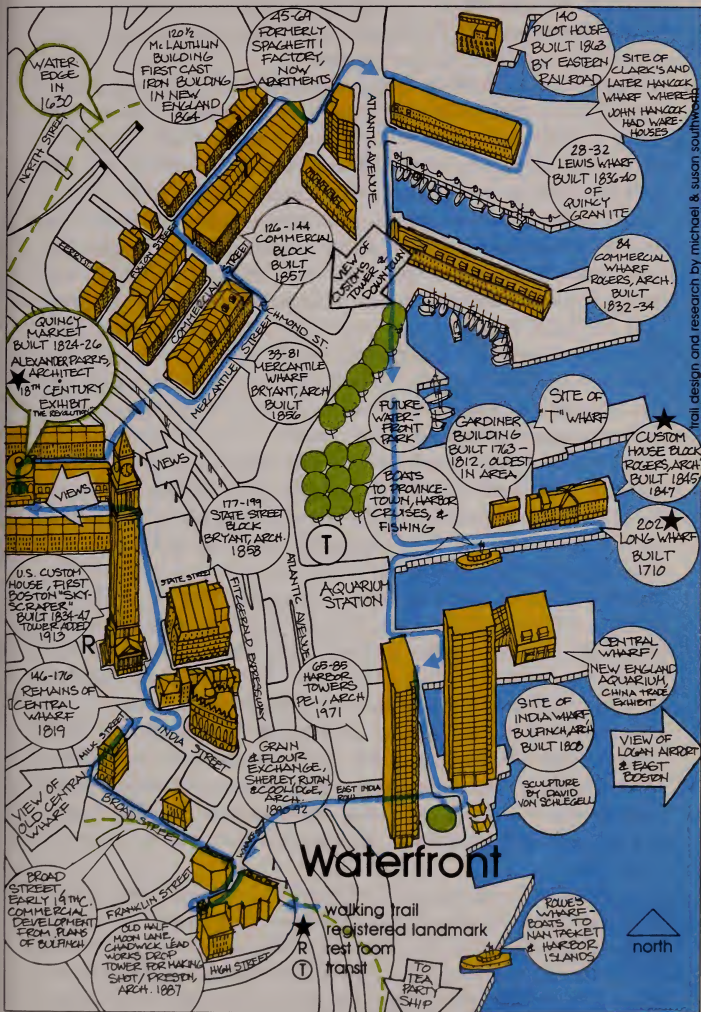 WATER
EDGE
IN
1630
120 1/2
McLAUTHLIN
BUILDING
FIRST CAST
IRON BUILDING
IN NEW
ENGLAND
1864
45-69
FORMERLY
SPAGHETTI
FACTORY,
NOW
APARTMENTS
140
PILOT HOUSE
BUILT 1863
BY EASTERN
RAILROAD
SITE OF
CLARK'S AND
LATER HANCOCK
WHARF WHERE
JOHN HANCOCK
HAD WARE-
HOUSES
NORTH STREET
ATLANTIC AVENUE
28-32
LEWIS WHARF
BUILT 1836-40
OF
QUINCY
GRANITE
trail design and research by michael & susan southworth
126-144
COMMERCIAL
BLOCK
BUILT
1857
VIEW OF
CUSTOMS
TOWER &
DOWNTOWN
84
COMMERCIAL
WHARF
ROGERS, ARCH.
BUILT
1832-34
COMMERCIAL STREET
RICHMOND ST.
MERCANTILE STREET
QUINCY
MARKET
BUILT 1824-26
ALEXANDER PARRIS,
ARCHITECT
18TH CENTURY
EXHIBIT
"THE REVOLUTION"
33-81
MERCANTILE
WHARF
BRYANT, ARCH
BUILT
1856
FUTURE
WATER-
FRONT
PARK
GARDINER
BUILDING
BUILT 1763-
1812, OLDEST
IN AREA
SITE OF
"T" WHARF
CUSTOM
HOUSE BLOCK
ROGERS, ARCH
BUILT 1845
1847
VIEWS
VIEWS
177-199
STATE STREET
BLOCK
BRYANT, ARCH.
1858
BOATS
TO PROVINCE-
TOWN, HARBOR
CRUISES, &
FISHING
202
LONG WHARF
BUILT
1710
T
AQUARIUM
STATION
U.S. CUSTOM
HOUSE, FIRST
BOSTON "SKY-
SCRAPER"
BUILT 1834-47
TOWER ADDED
1913
R
STATE STREET
FITZGERALD EXPRESSWAY
ATLANTIC AVENUE
146-176
REMAINS OF
CENTRAL
WHARF
1819
65-85
HARBOR
TOWERS
PEI, ARCH
1971
CENTRAL
WHARF/
NEW ENGLAND
AQUARIUM,
CHINA TRADE
EXHIBIT
MILK STREET
INDIA STREET
SITE OF
INDIA WHARF
BULFINCH, ARCH
BUILT 1808
VIEW OF
LOGAN AIRPORT
& EAST
BOSTON
VIEW OF
OLD CENTRAL
WHARF
BROAD STREET
GRAIN
& FLOUR
EXCHANGE,
SHEPLEY, RUTAN
& COOLIDGE,
ARCH.
1890-92
EAST INDIA
ROW
SCULPTURE
BY DAVID
VON SCHLEGELL
BROAD
STREET,
EARLY 19TH C.
COMMERCIAL
DEVELOPMENT
FROM PLANS
OF BULFINCH
FRANKLIN STREET
OLD HALF
MOON LANE,
CHADWICK LEAD
WORKS DROP
TOWER FOR MAKING
SHOT/PRESTON,
ARCH. 1887
HIGH STREET
Waterfront
walking trail
★ registered landmark
R rest room
T transit
TO
TEA
PARTY
SHIP
ROWES
WHARF-
BOATS TO
NANTASKET
& HARBOR
ISLANDS
north